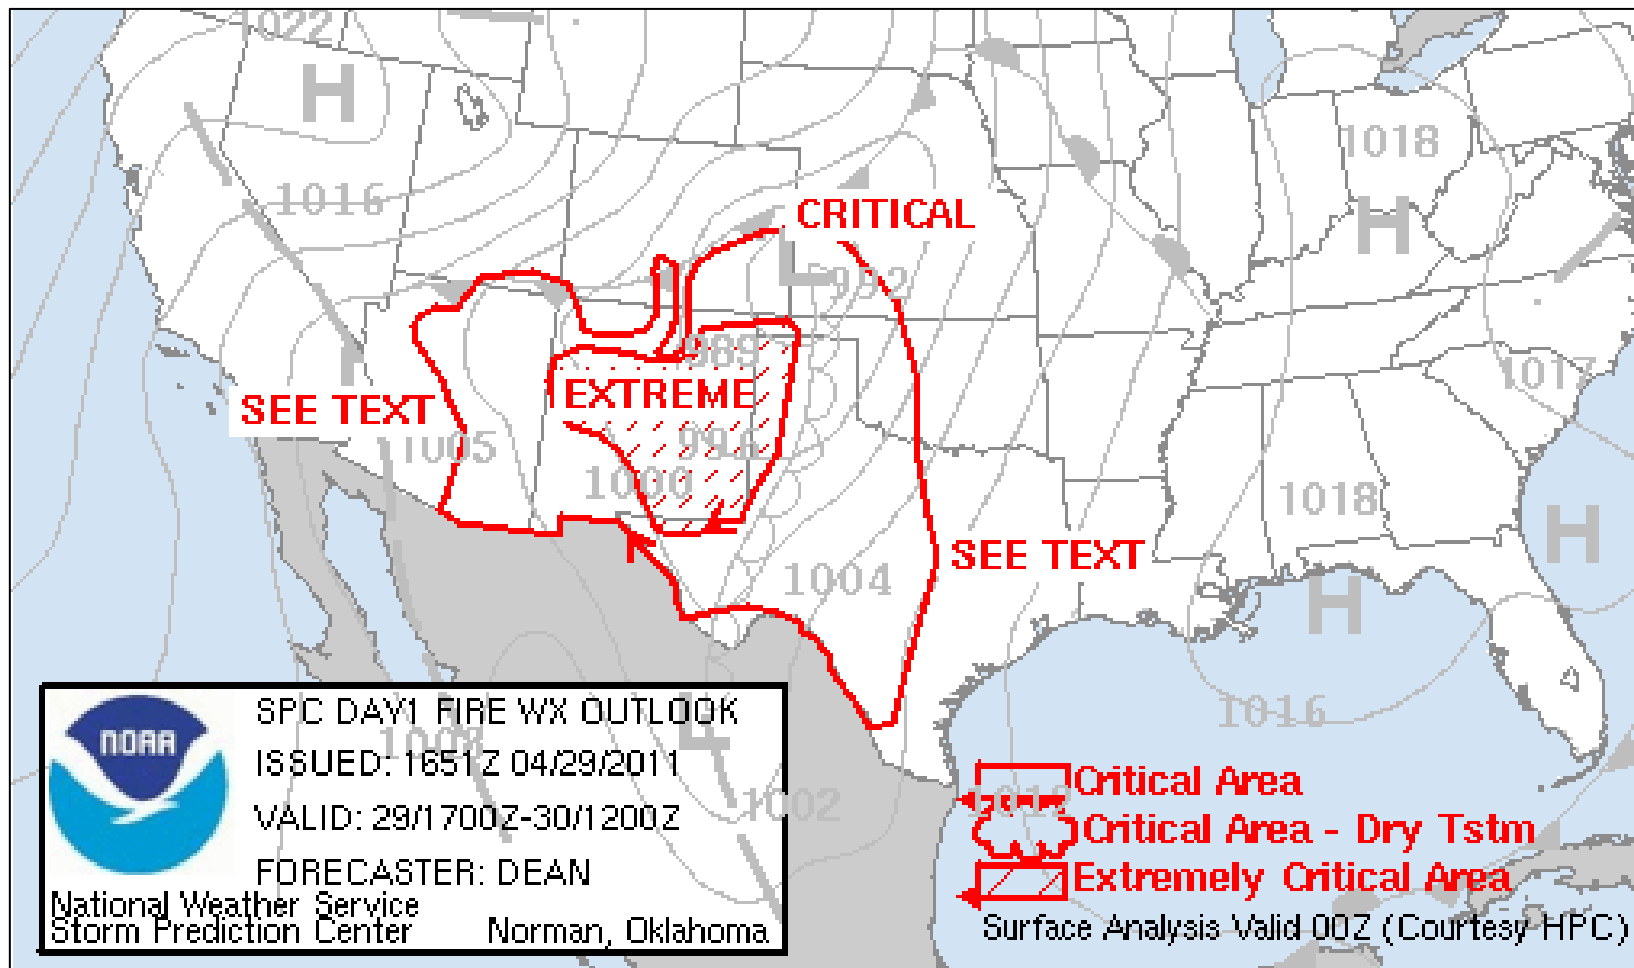 1022
H
1018
1016
H
CRITICAL
L
992
989
1017
EXTREME
SEE TEXT
1005
996
1000
1018
H
SEE TEXT
1004
H
1016
L
1002
1012
NOAA
SPC DAY1 FIRE WX OUTLOOK
ISSUED: 1651Z 04/29/2011
VALID: 29/1700Z-30/1200Z
FORECASTER: DEAN
National Weather Service
Storm Prediction Center Norman, Oklahoma
Critical Area
Critical Area - Dry Tstm
Extremely Critical Area
Surface Analysis Valid 00Z (Courtesy HPC)